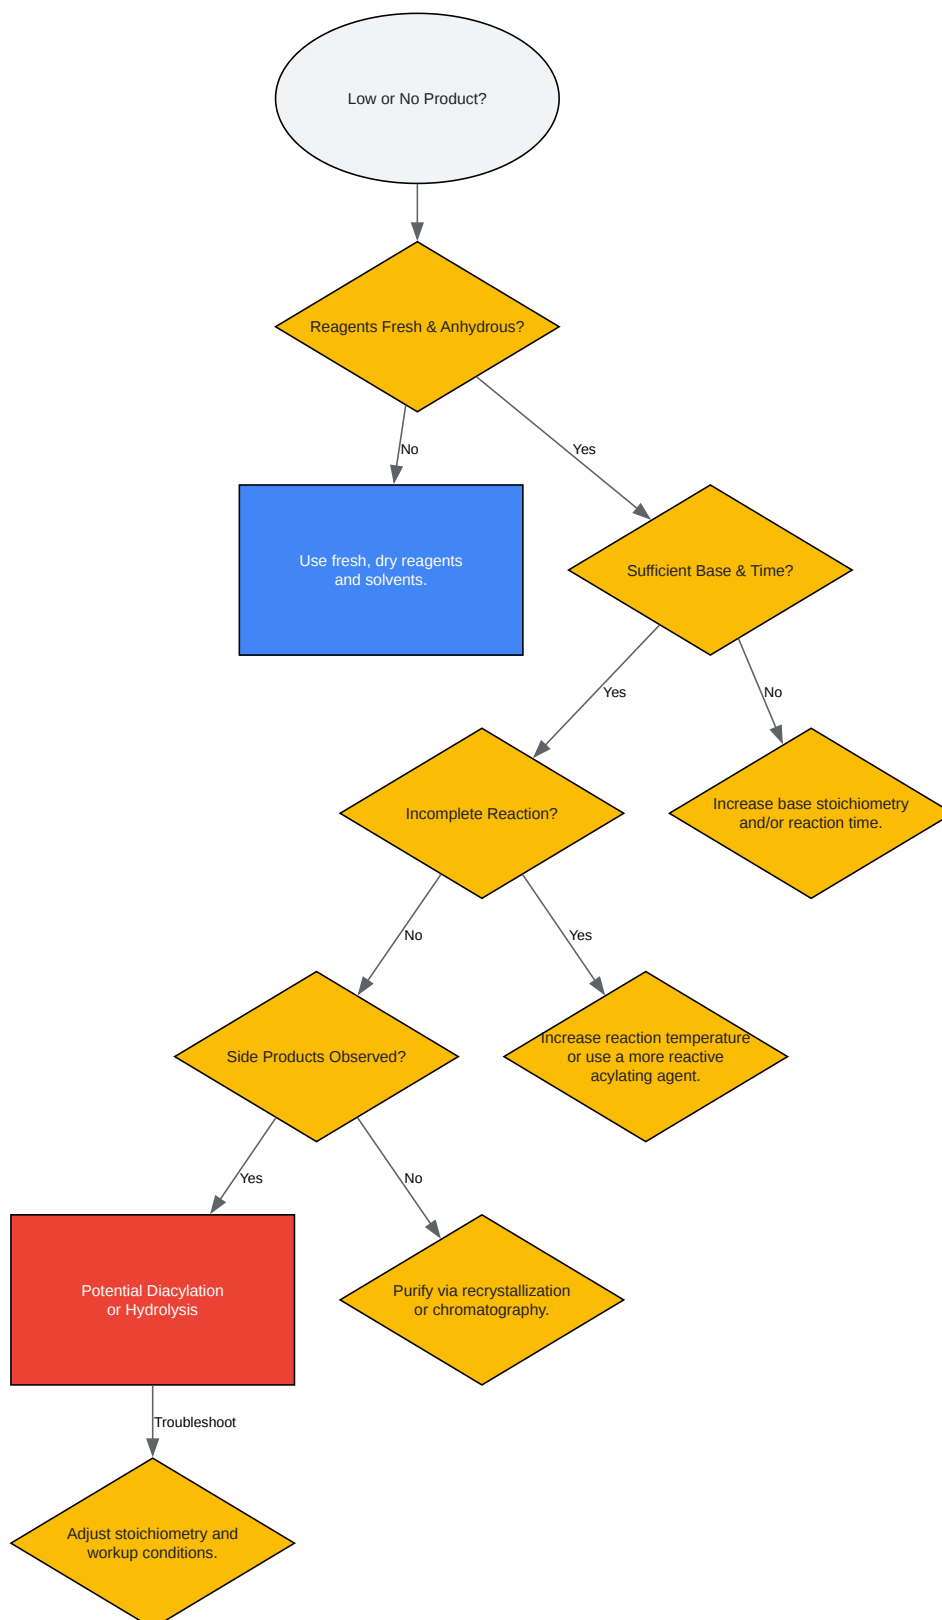 Low or No Product?
Reagents Fresh & Anhydrous?
No
Yes
Use fresh, dry reagents
and solvents.
Sufficient Base & Time?
Yes
No
Incomplete Reaction?
Increase base stoichiometry
and/or reaction time.
No
Yes
Side Products Observed?
Increase reaction temperature
or use a more reactive
acylating agent.
Yes
No
Potential Diacylation
or Hydrolysis
Purify via recrystallization
or chromatography.
Troubleshoot
Adjust stoichiometry and
workup conditions.